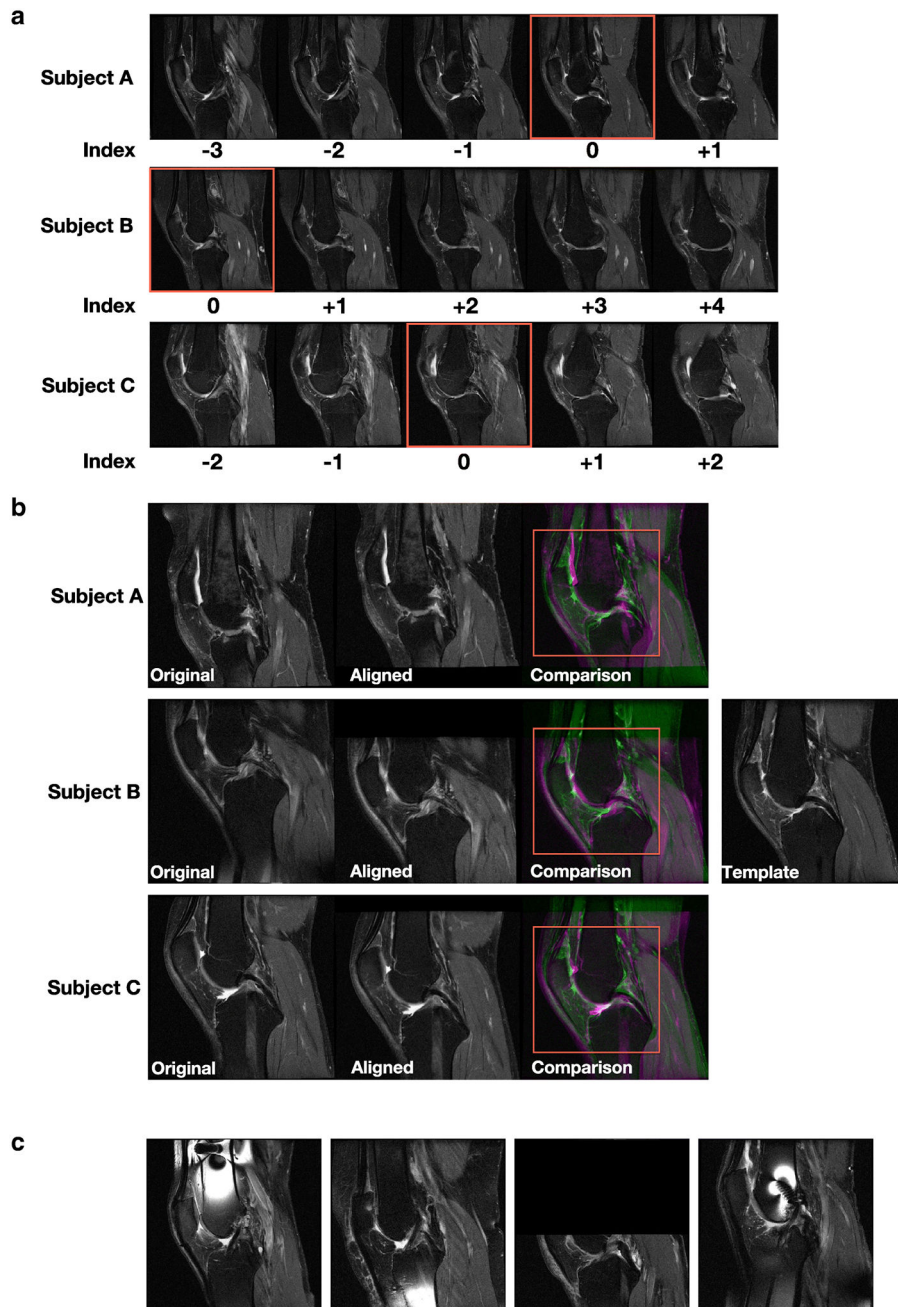 a
Subject A
Index -3 -2 -1 0 +1
Subject B
Index 0 +1 +2 +3 +4
Subject C
Index -2 -1 0 +1 +2
b
Subject A
Original Aligned Comparison
Subject B
Original Aligned Comparison Template
Subject C
Original Aligned Comparison
c